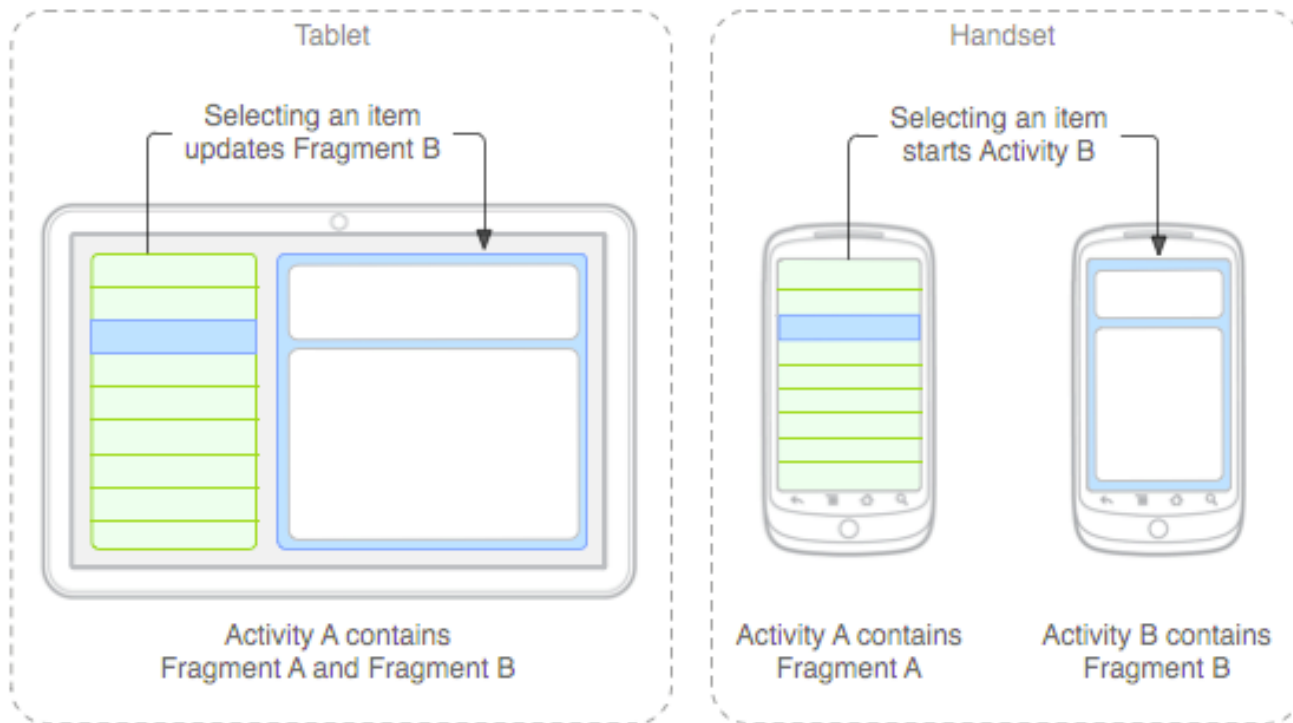 Tablet
Selecting an item
updates Fragment B
Activity A contains
Fragment A and Fragment B
Handset
Selecting an item
starts Activity B
Activity A contains
Fragment A
Activity B contains
Fragment B